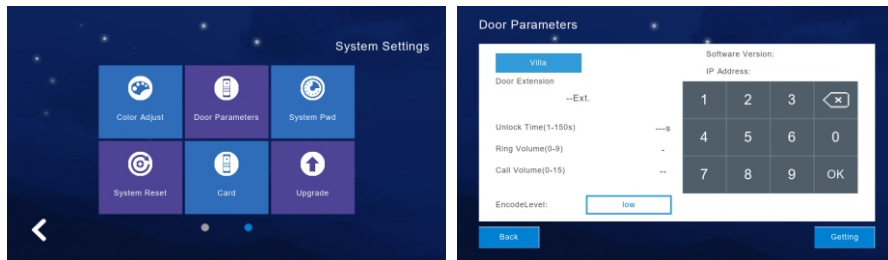 System Settings
Color Adjust
Door Parameters
System Pwd
System Reset
Card
Upgrade
Door Parameters
Villa
Software Version:
IP Address:
Door Extension
--Ext.
Unlock Time(1-150s) ---s
Ring Volume(0-9) -
Call Volume(0-15) --
EncodeLevel: low
1 2 3
4 5 6 0
7 8 9 OK
Back
Getting